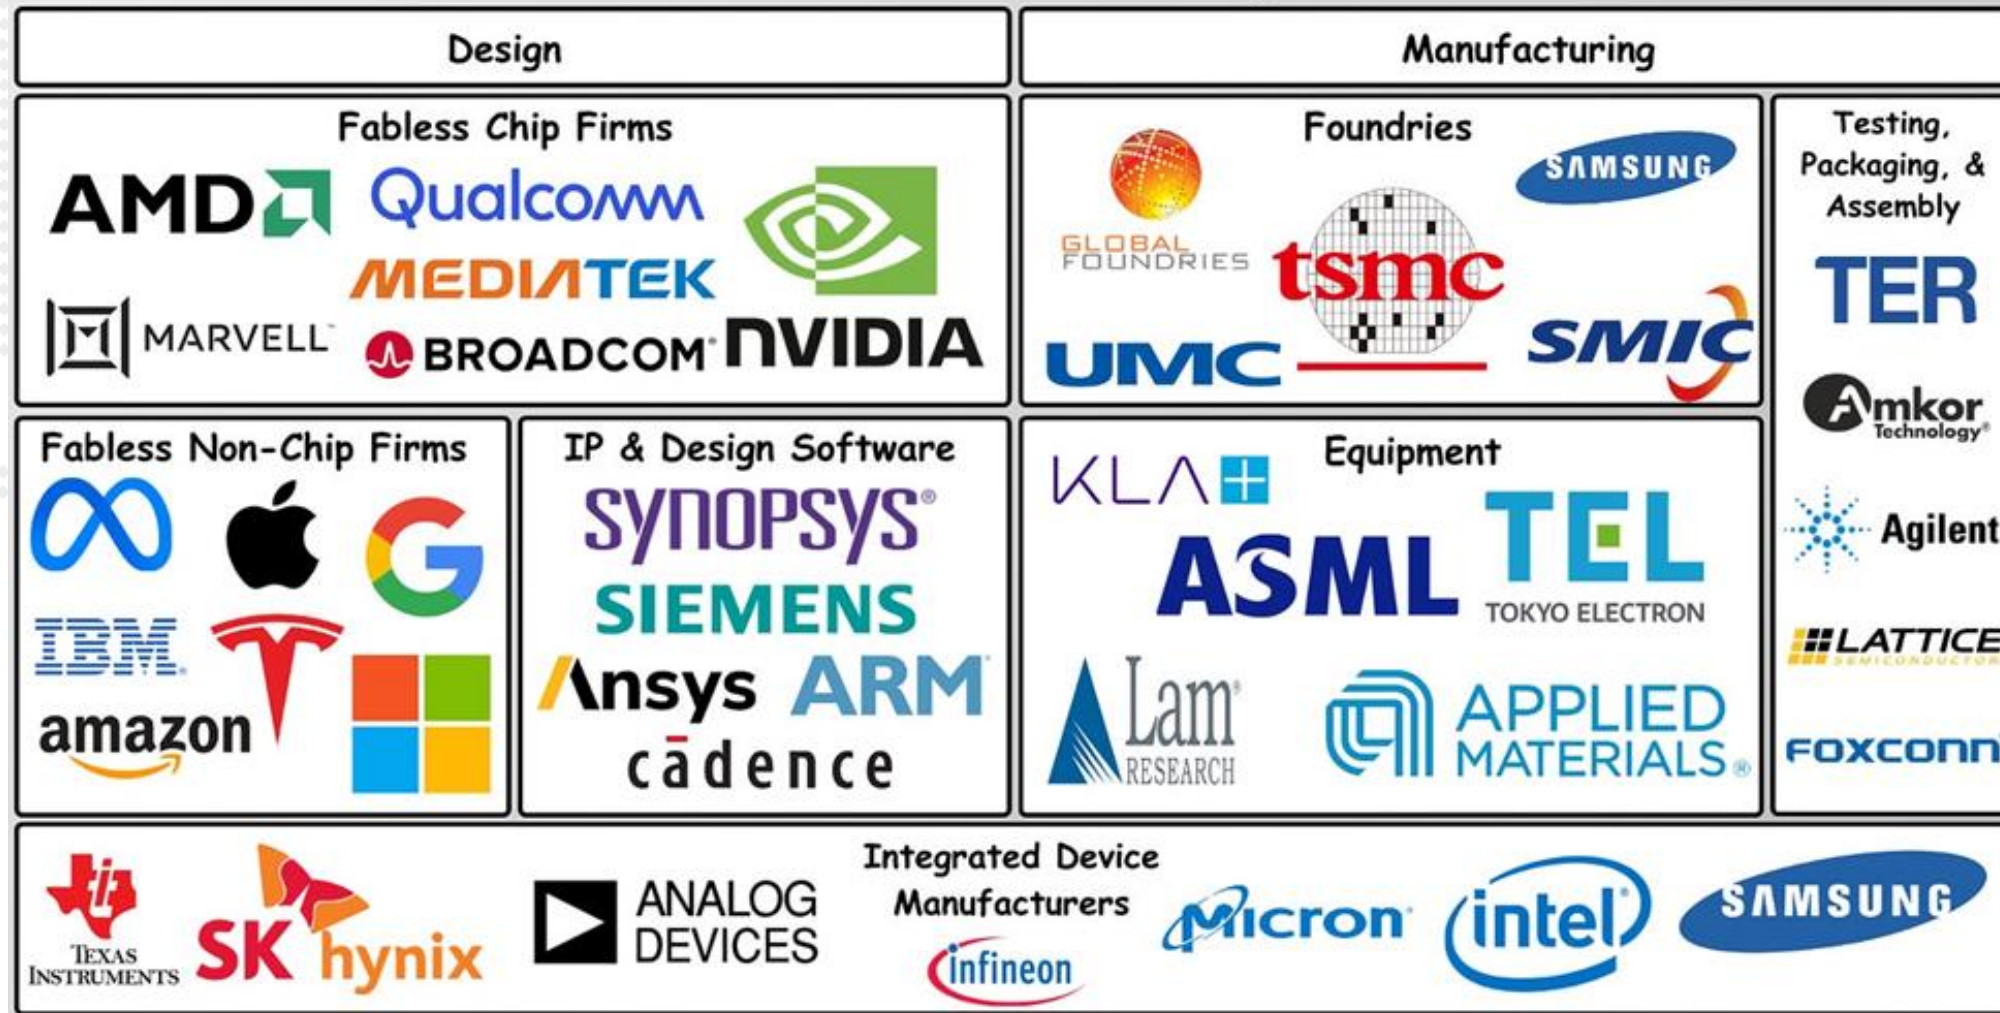 Design
Manufacturing
Fabless Chip Firms
AMD
Qualcomm
MEDIATEK
MARVELL™
BROADCOM®
NVIDIA
Foundries
GLOBAL
FOUNDRIES
tsmc
SAMSUNG
UMC
SMIC
Testing,
Packaging, &
Assembly
TER
Amkor
Technology®
Agilent
LATTICE
SEMICONDUCTOR
FOXCONN
Fabless Non-Chip Firms
G
IBM®
amazon
IP & Design Software
SYNOPSYS®
SIEMENS
Ansys
ARM
cādence
Equipment
KLA+
ASML
TEL
TOKYO ELECTRON
Lam®
RESEARCH
APPLIED
MATERIALS®
Integrated Device
Manufacturers
TEXAS
INSTRUMENTS
SK hynix
ANALOG
DEVICES
infineon
Micron
intel®
SAMSUNG